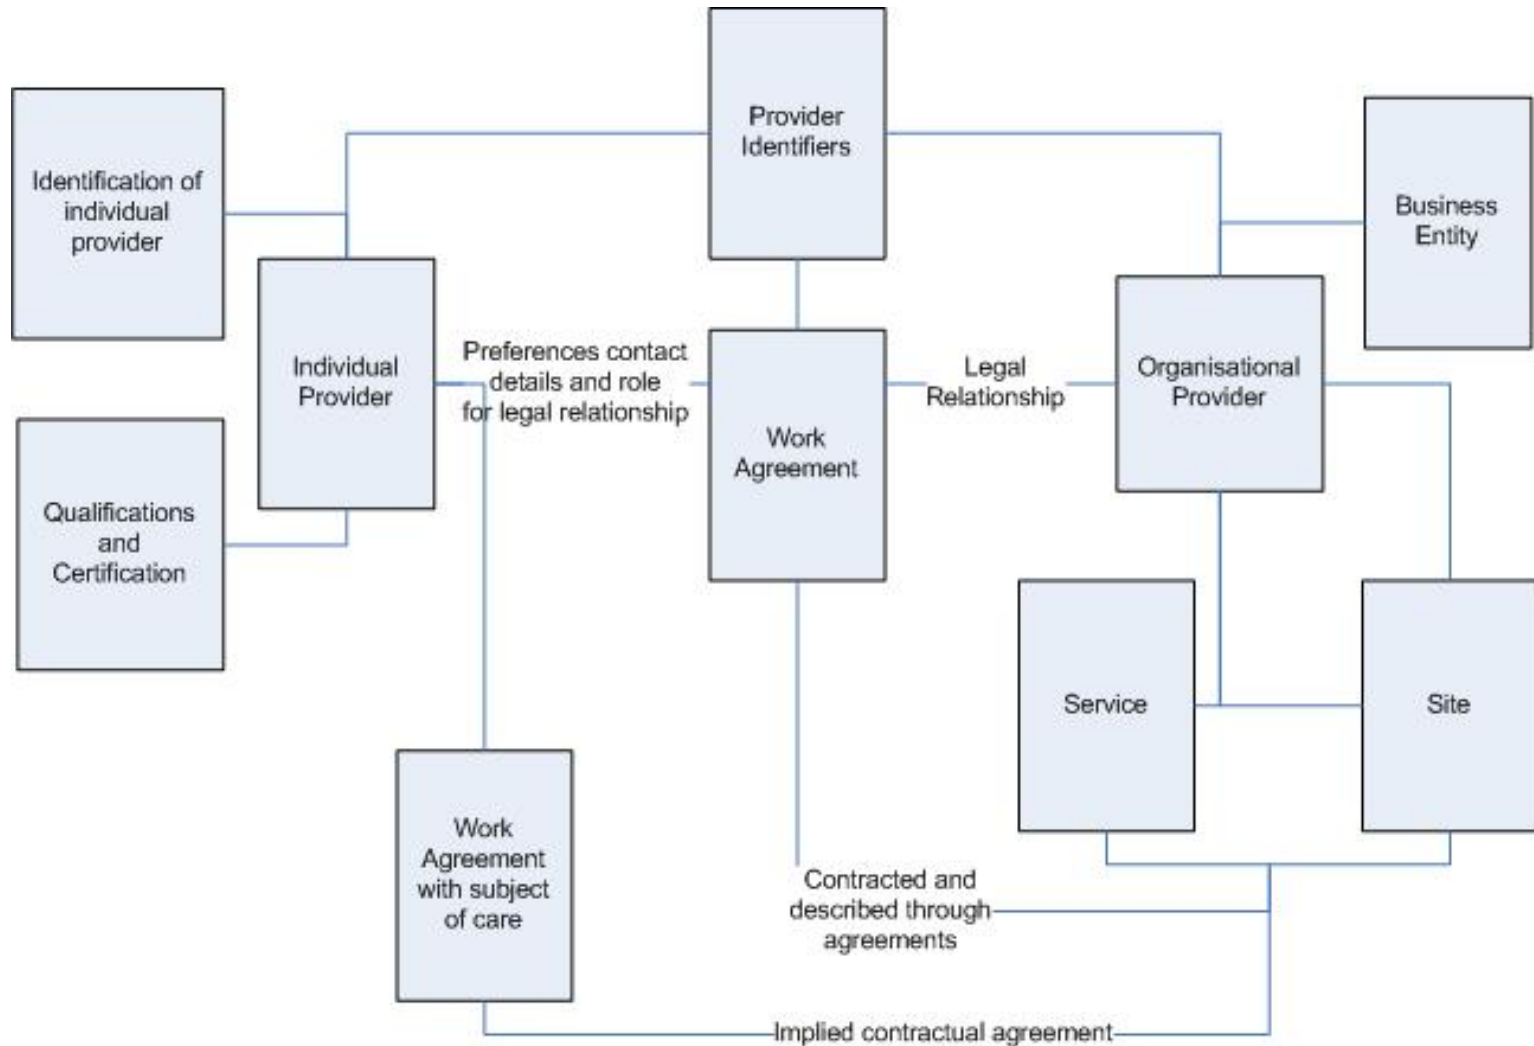 Provider
Identifiers
Identification of
individual
provider
Business
Entity
Individual
Provider
Preferences contact
details and role
for legal relationship
Legal
Relationship
Organisational
Provider
Work
Agreement
Qualifications
and
Certification
Service
Site
Work
Agreement
with subject
of care
Contracted and
described through
agreements
Implied contractual agreement